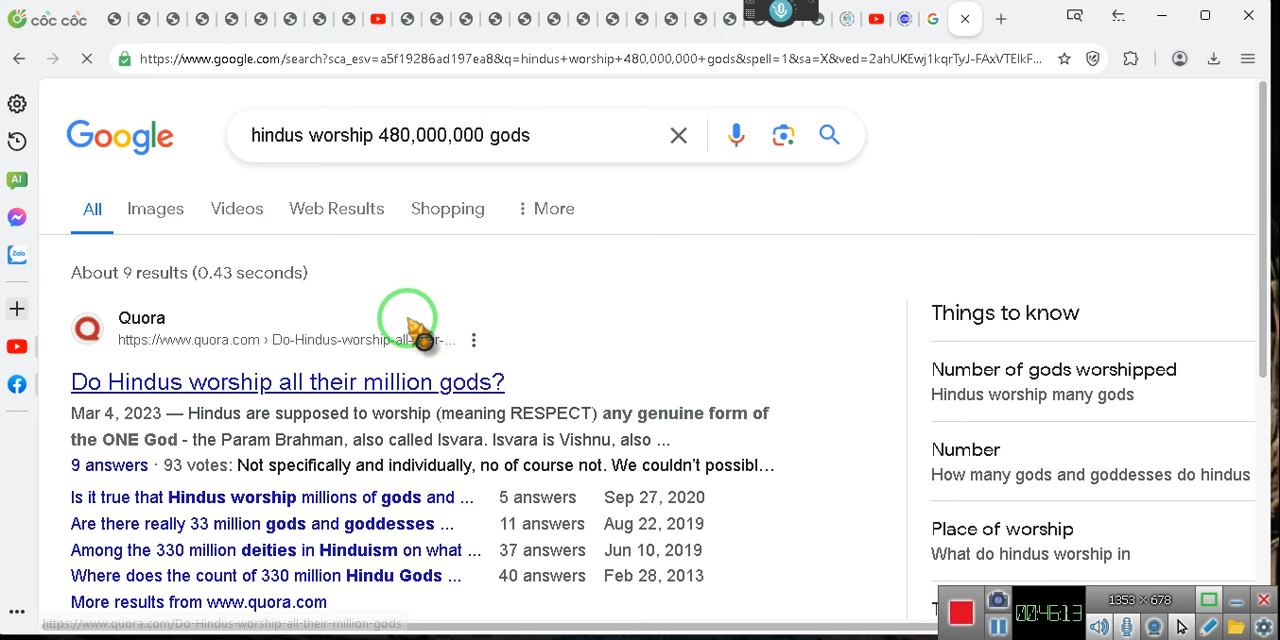 cốc cốc
https://www.google.com/search?sca_esv=a5f19286ad197ea8&q=hindus+worship+480,000,000+gods&spell=1&sa=X&ved=2ahUKEwj1kqrTyJ-FAxVTElkF...
AI
Zalo
Google
hindus worship 480,000,000 gods
All Images Videos Web Results Shopping More
About 9 results (0.43 seconds)
Quora
https://www.quora.com › Do-Hindus-worship-all-their-...
Do Hindus worship all their million gods?
Mar 4, 2023 — Hindus are supposed to worship (meaning RESPECT) any genuine form of
the ONE God - the Param Brahman, also called Isvara. Isvara is Vishnu, also ...
9 answers · 93 votes: Not specifically and individually, no of course not. We couldn't possibl...
Is it true that Hindus worship millions of gods and ... 5 answers Sep 27, 2020
Are there really 33 million gods and goddesses ... 11 answers Aug 22, 2019
Among the 330 million deities in Hinduism on what ... 37 answers Jun 10, 2019
Where does the count of 330 million Hindu Gods ... 40 answers Feb 28, 2013
More results from www.quora.com
https://www.quora.com/Do-Hindus-worship-all-their-million-gods
Things to know
Number of gods worshipped
Hindus worship many gods
Number
How many gods and goddesses do hindus
Place of worship
What do hindus worship in
1353 × 678
00:46:13